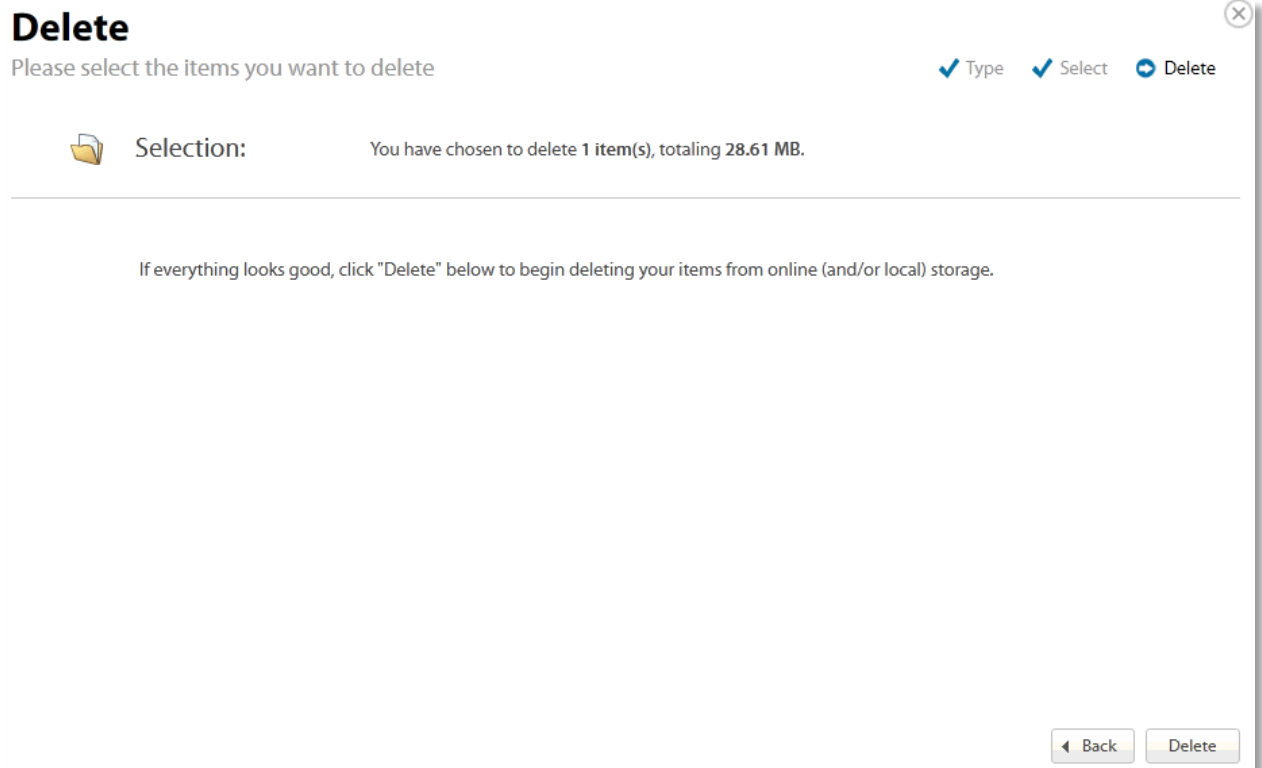 Delete
Please select the items you want to delete
Type Select Delete
Selection: You have chosen to delete 1 item(s), totaling 28.61 MB.
If everything looks good, click "Delete" below to begin deleting your items from online (and/or local) storage.
Back Delete